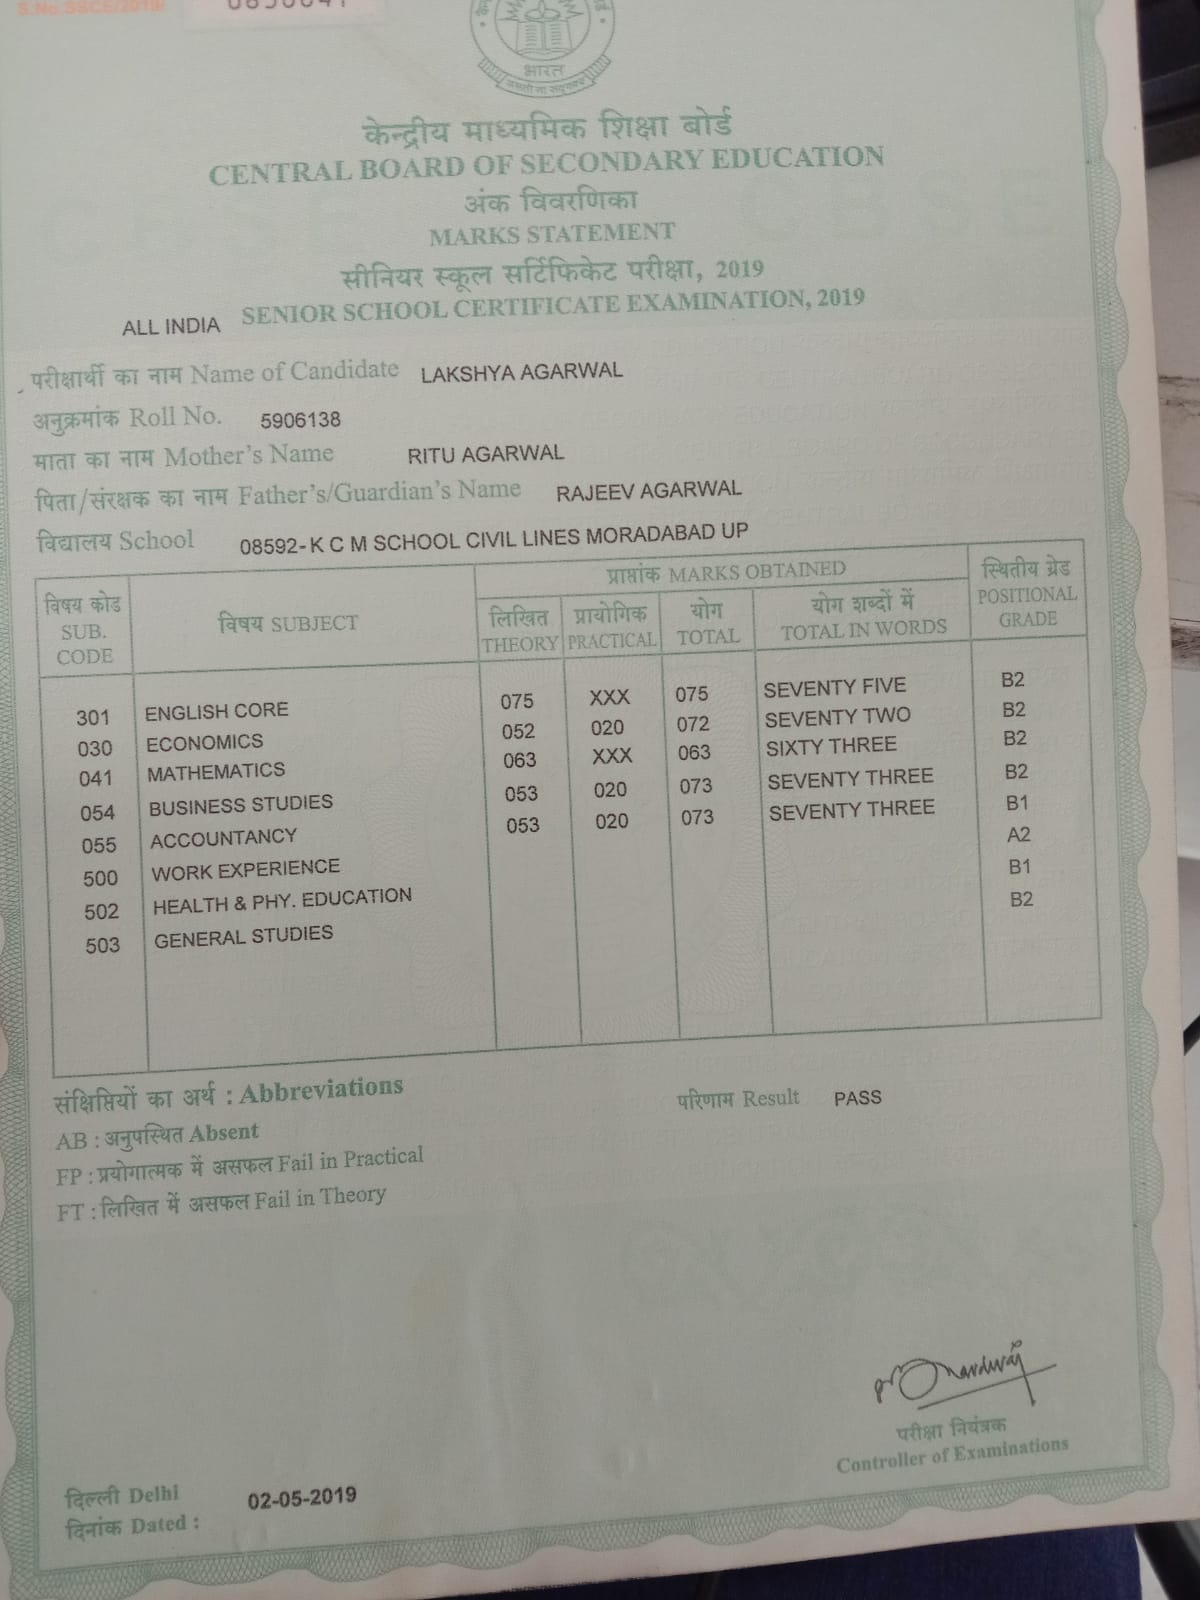 S.No.SSCE/2019/
भारत
केन्द्रीय माध्यमिक शिक्षा बोर्ड
CENTRAL BOARD OF SECONDARY EDUCATION
अंक विवरणिका
MARKS STATEMENT
सीनियर स्कूल सर्टिफिकेट परीक्षा, 2019
ALL INDIA SENIOR SCHOOL CERTIFICATE EXAMINATION, 2019
परीक्षार्थी का नाम Name of Candidate LAKSHYA AGARWAL
अनुक्रमांक Roll No. 5906138
माता का नाम Mother's Name RITU AGARWAL
पिता/संरक्षक का नाम Father's/Guardian's Name RAJEEV AGARWAL
विद्यालय School 08592-K C M SCHOOL CIVIL LINES MORADABAD UP
विषय कोड SUB. CODE विषय SUBJECT प्राप्तांक MARKS OBTAINED स्थितीय ग्रेड POSITIONAL GRADE
लिखित THEORY प्रायोगिक PRACTICAL योग TOTAL योग शब्दों में TOTAL IN WORDS
301 ENGLISH CORE 075 XXX 075 SEVENTY FIVE B2
030 ECONOMICS 052 020 072 SEVENTY TWO B2
041 MATHEMATICS 063 XXX 063 SIXTY THREE B2
054 BUSINESS STUDIES 053 020 073 SEVENTY THREE B2
055 ACCOUNTANCY 053 020 073 SEVENTY THREE B1
500 WORK EXPERIENCE A2
502 HEALTH & PHY. EDUCATION B1
503 GENERAL STUDIES B2
संक्षिप्तियों का अर्थ : Abbreviations
परिणाम Result PASS
AB : अनुपस्थित Absent
FP : प्रयोगात्मक में असफल Fail in Practical
FT : लिखित में असफल Fail in Theory
परीक्षा नियंत्रक
Controller of Examinations
दिल्ली Delhi
दिनांक Dated : 02-05-2019